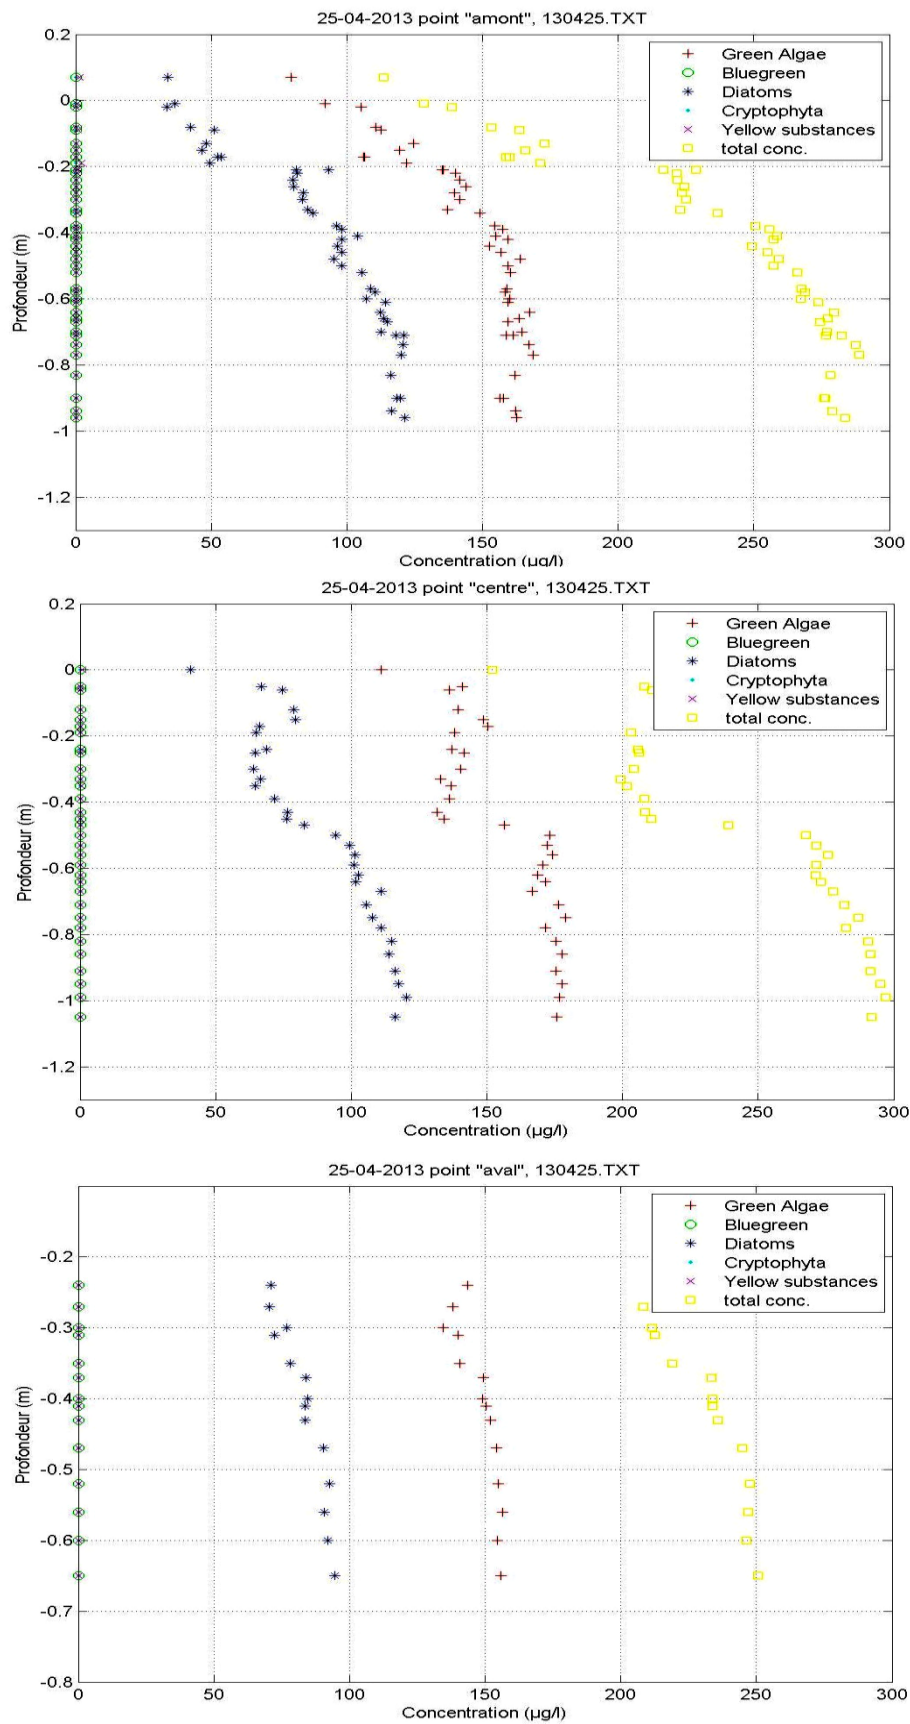 25-04-2013 point "amont", 130425.TXT
0.2
0
-0.2
-0.4
-0.6
-0.8
-1
-1.2
Profondeur (m)
Green Algae
Bluegreen
Diatoms
Cryptophyta
Yellow substances
total conc.
0 50 100 150 200 250 300
Concentration (µg/l)
25-04-2013 point "centre", 130425.TXT
0.2
0
-0.2
-0.4
-0.6
-0.8
-1
-1.2
Profondeur (m)
Green Algae
Bluegreen
Diatoms
Cryptophyta
Yellow substances
total conc.
0 50 100 150 200 250 300
Concentration (µg/l)
25-04-2013 point "aval", 130425.TXT
-0.2
-0.3
-0.4
-0.5
-0.6
-0.7
-0.8
Profondeur (m)
Green Algae
Bluegreen
Diatoms
Cryptophyta
Yellow substances
total conc.
0 50 100 150 200 250 300
Concentration (µg/l)